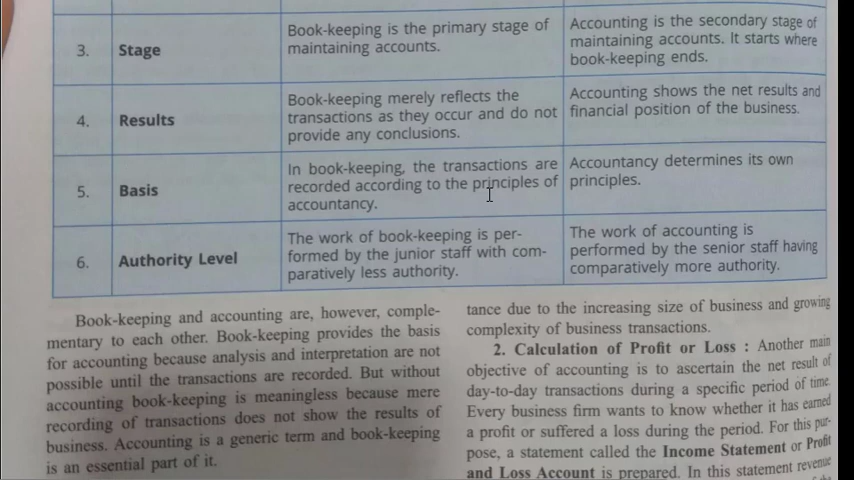 3.
Stage
Book-keeping is the primary stage of
maintaining accounts.
Accounting is the secondary stage of
maintaining accounts. It starts where
book-keeping ends.
4.
Results
Book-keeping merely reflects the
transactions as they occur and do not
provide any conclusions.
Accounting shows the net results and
financial position of the business.
5.
Basis
In book-keeping, the transactions are
recorded according to the principles of
accountancy.
Accountancy determines its own
principles.
6.
Authority Level
The work of book-keeping is per-
formed by the junior staff with com-
paratively less authority.
The work of accounting is
performed by the senior staff having
comparatively more authority.
Book-keeping and accounting are, however, comple-
mentary to each other. Book-keeping provides the basis
for accounting because analysis and interpretation are not
possible until the transactions are recorded. But without
accounting book-keeping is meaningless because mere
recording of transactions does not show the results of
business. Accounting is a generic term and book-keeping
is an essential part of it.
tance due to the increasing size of business and growing
complexity of business transactions.
2. Calculation of Profit or Loss : Another main
objective of accounting is to ascertain the net result of
day-to-day transactions during a specific period of time.
Every business firm wants to know whether it has earned
a profit or suffered a loss during the period. For this pur-
pose, a statement called the Income Statement or Profit
and Loss Account is prepared. In this statement revenue